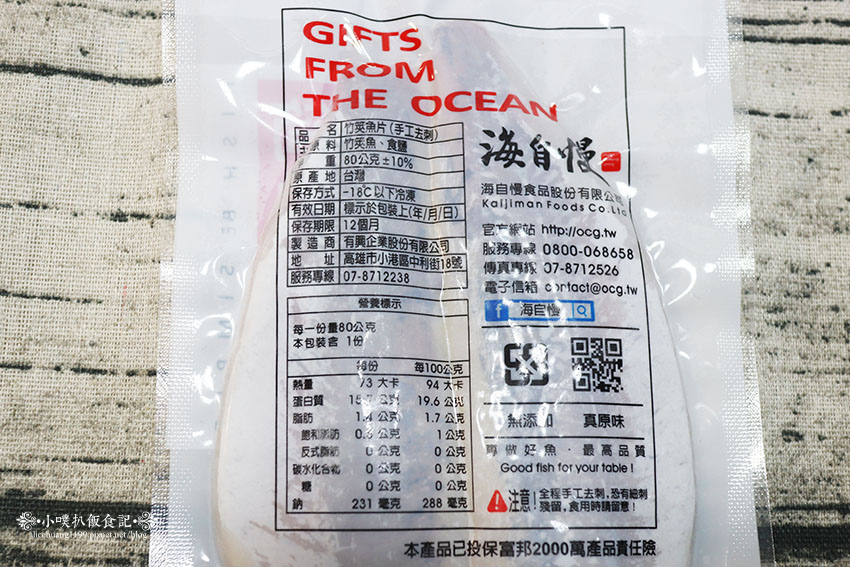 GIFTS
FROM
THE OCEAN
品 名 竹筴魚片(手工去刺)
原料 竹筴魚、食鹽
重 80公克±10%
原產地 台灣
保存方式 -18℃以下冷凍
有效日期 標示於包裝上(年/月/日)
保存期限 12個月
製造商 有興企業股份有限公司
地 址 高雄市小港區中利街18號
服務專線 07-8712238
營養標示
每一份量80公克
本包裝含 1份
每份 每100公克
熱量 73 大卡 94 大卡
蛋白質 15.7 公克 19.6 公克
脂肪 1.4 公克 1.7 公克
飽和脂肪 公克 1 公克
反式脂肪 0 公克 0 公克
碳水化合物 0 公克 0 公克
糖 0 公克 0 公克
鈉 231 毫克 288 毫克
海自慢
海自慢食品股份有限公司
Kaijiman Foods Co.Ltd
官方網站 http://ocg.tw
服務專線 0800-068658
傳真專線 07-8712526
電子信箱 contact@ocg.tw
f 海自慢
無添加 真原味
專做好魚.最高品質
Good fish for your table!
注意! 全程手工去刺,恐有細刺
殘留,食用時請留意!
本產品已投保富邦2000萬產品責任險
小噗扒飯食記
alicehuang1199.pixnet.net/blog